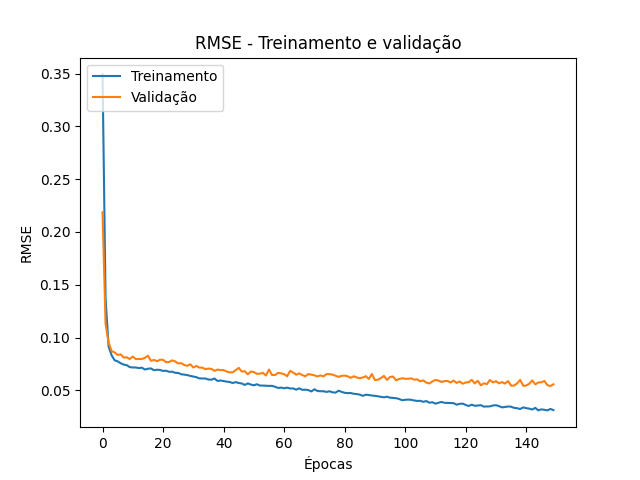 RMSE - Treinamento e validação
Treinamento
Validação
0.35
0.30
0.25
0.20
0.15
0.10
0.05
RMSE
0 20 40 60 80 100 120 140
Épocas